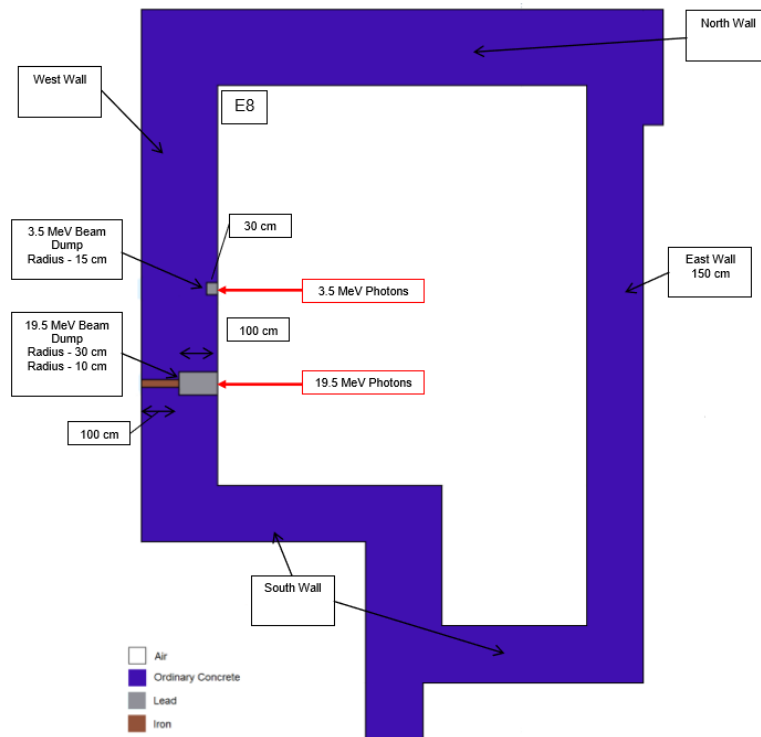 North Wall
West Wall
E8
30 cm
3.5 MeV Beam
Dump
Radius - 15 cm
East Wall
150 cm
3.5 MeV Photons
19.5 MeV Beam
Dump
Radius - 30 cm
Radius - 10 cm
100 cm
19.5 MeV Photons
100 cm
South Wall
Air
Ordinary Concrete
Lead
Iron